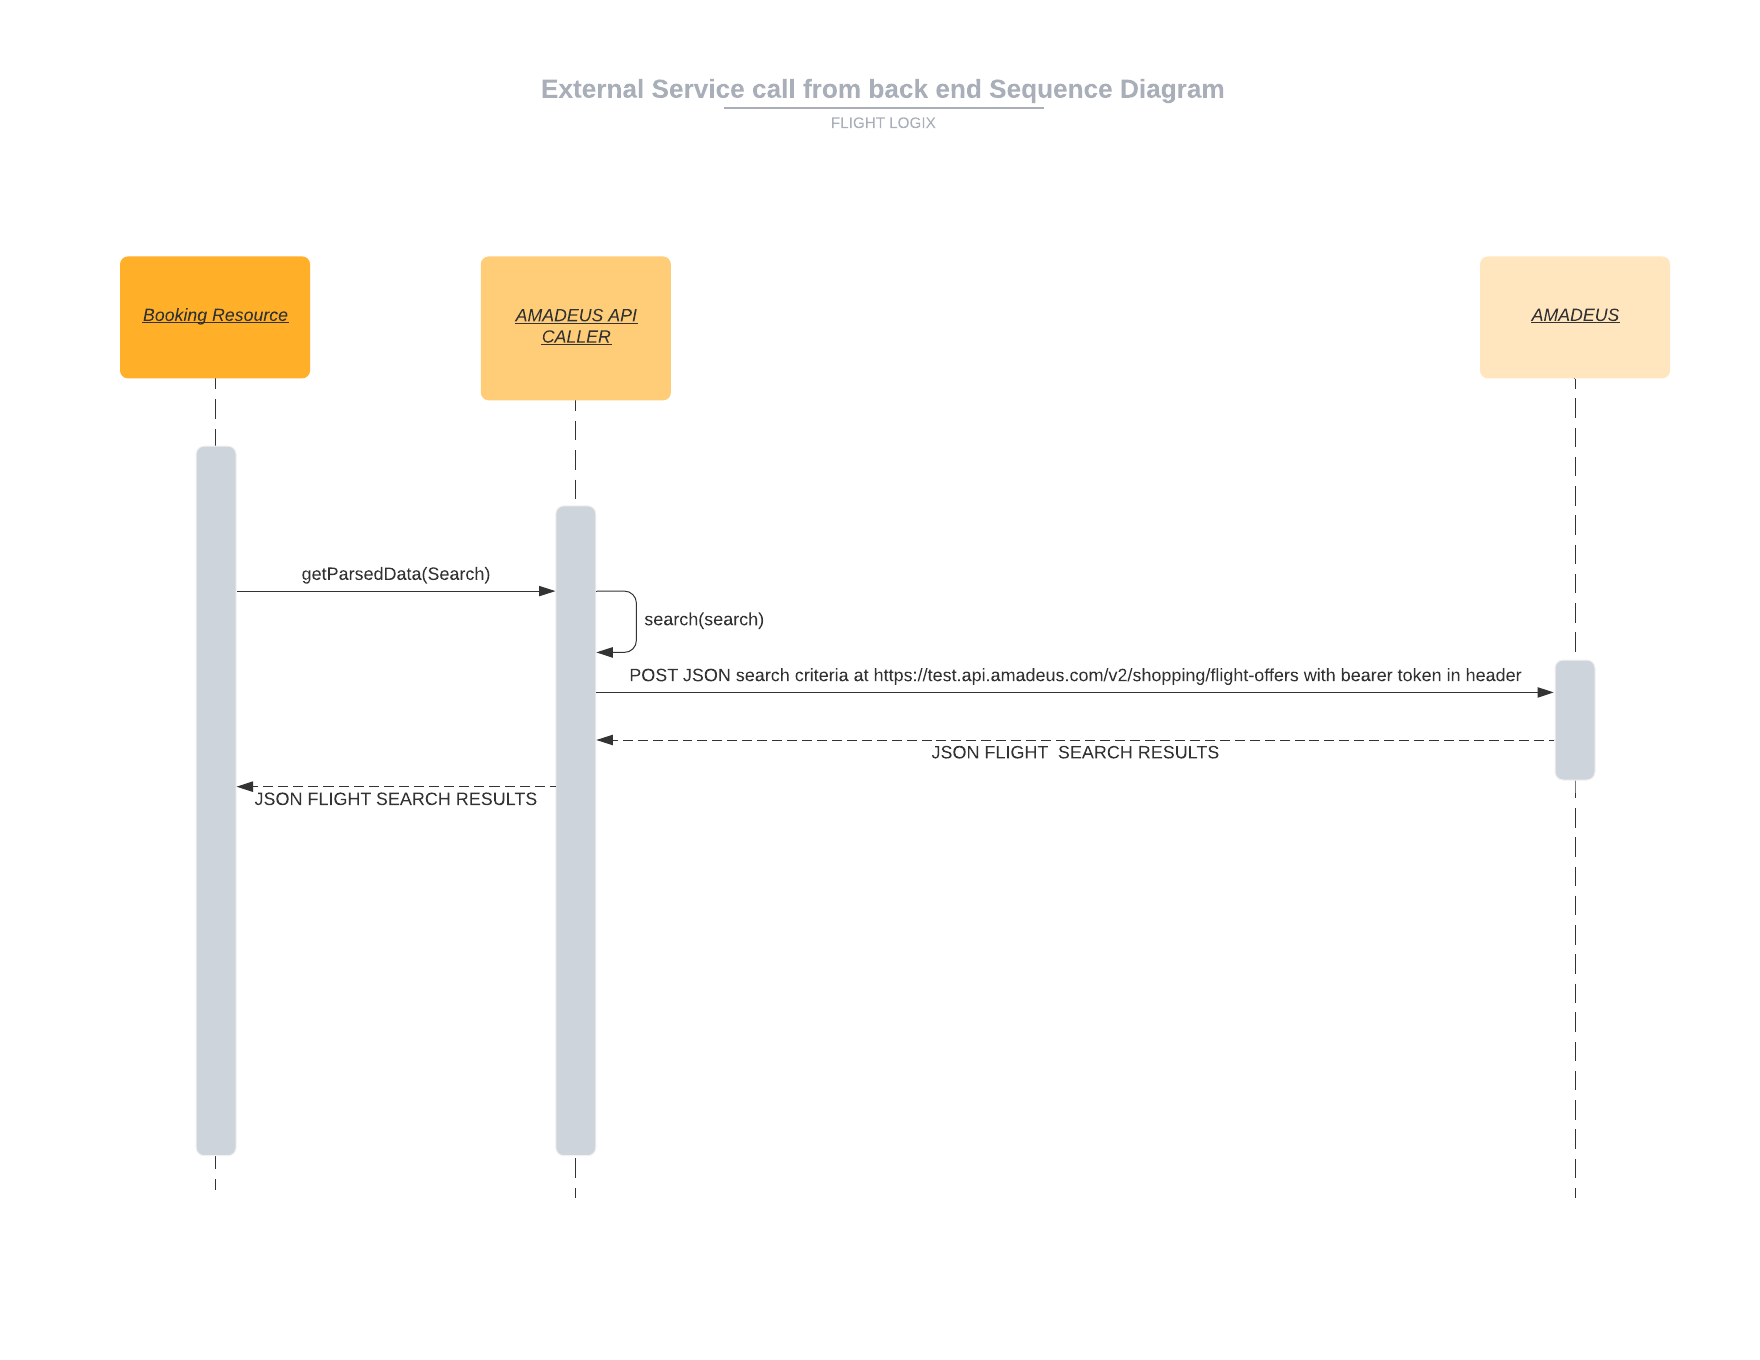 External Service call from back end Sequence Diagram
FLIGHT LOGIX
Booking Resource
AMADEUS API
CALLER
AMADEUS
getParsedData(Search)
search(search)
POST JSON search criteria at https://test.api.amadeus.com/v2/shopping/flight-offers with bearer token in header
JSON FLIGHT  SEARCH RESULTS
JSON FLIGHT SEARCH RESULTS